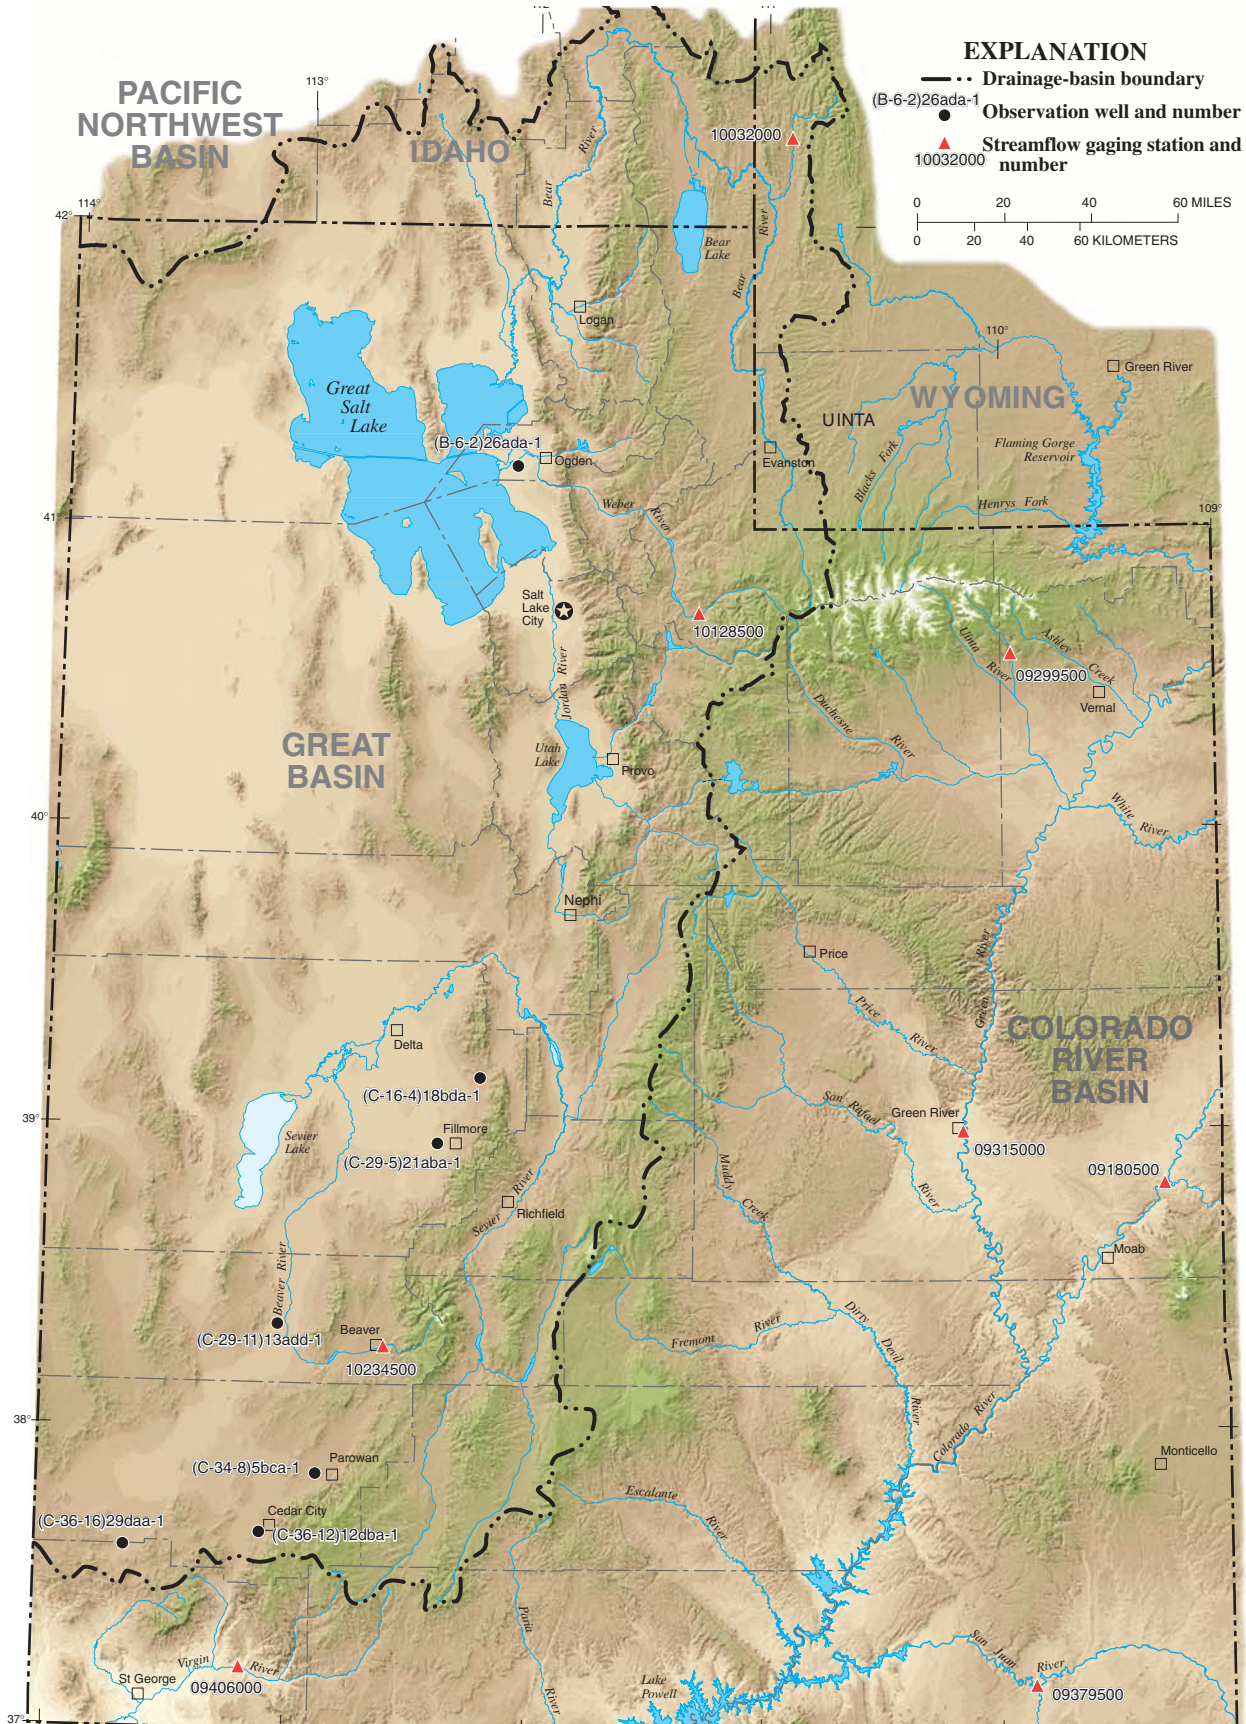 112°
111°
EXPLANATION
Drainage-basin boundary
(B-6-2)26ada-1
Observation well and number
Streamflow gaging station and
10032000
number
0 20 40 60 MILES
0 20 40 60 KILOMETERS
PACIFIC
NORTHWEST
BASIN
113°
IDAHO
10032000
River
Bear
42°
114°
Bear
Lake
River
Bear
Logan
110°
Green River
WYOMING
UINTA
Great
Salt
Lake
(B-6-2)26ada-1
Ogden
Evanston
Blacks Fork
Flaming Gorge
Reservoir
Henrys Fork
109°
41°
Weber
River
Salt
Lake
City
10128500
Uinta
River
Ashley
Creek
09299500
Vernal
Jordan River
Duchesne
River
GREAT
BASIN
Utah
Lake
Provo
40°
White
River
Nephi
Price
Green River
Price
River
COLORADO
RIVER
BASIN
Delta
(C-16-4)18bda-1
39°
Sevier
Lake
Fillmore
(C-29-5)21aba-1
San Rafael
River
Green River
09315000
09180500
Muddy
Creek
Sevier River
Richfield
Moab
Beaver River
(C-29-11)13add-1
Beaver
10234500
Fremont River
Dirty
Devil
River
38°
Colorado River
Monticello
(C-34-8)5bca-1
Parowan
Escalante
River
(C-36-16)29daa-1
Cedar City
(C-36-12)12dba-1
Paria
River
San Juan
River
Virgin
River
St George
09406000
Lake
Powell
09379500
37°